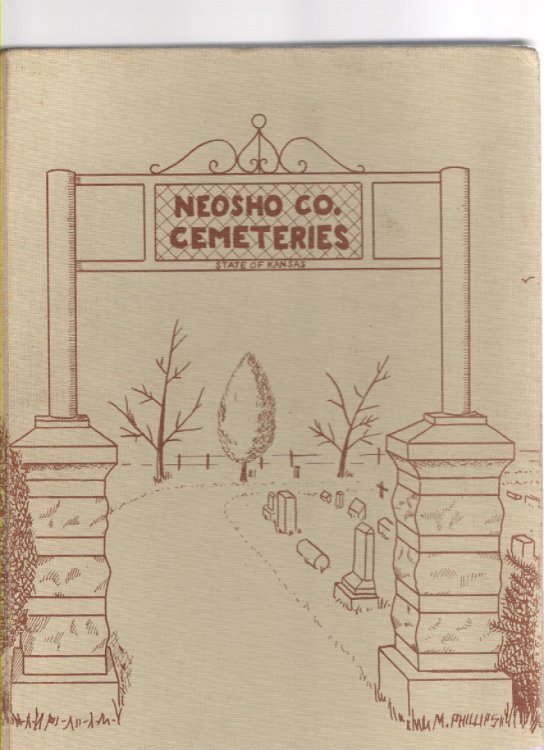 NEOSHO CO.
CEMETERIES
STATE OF KANSAS
M. PHILLIPS